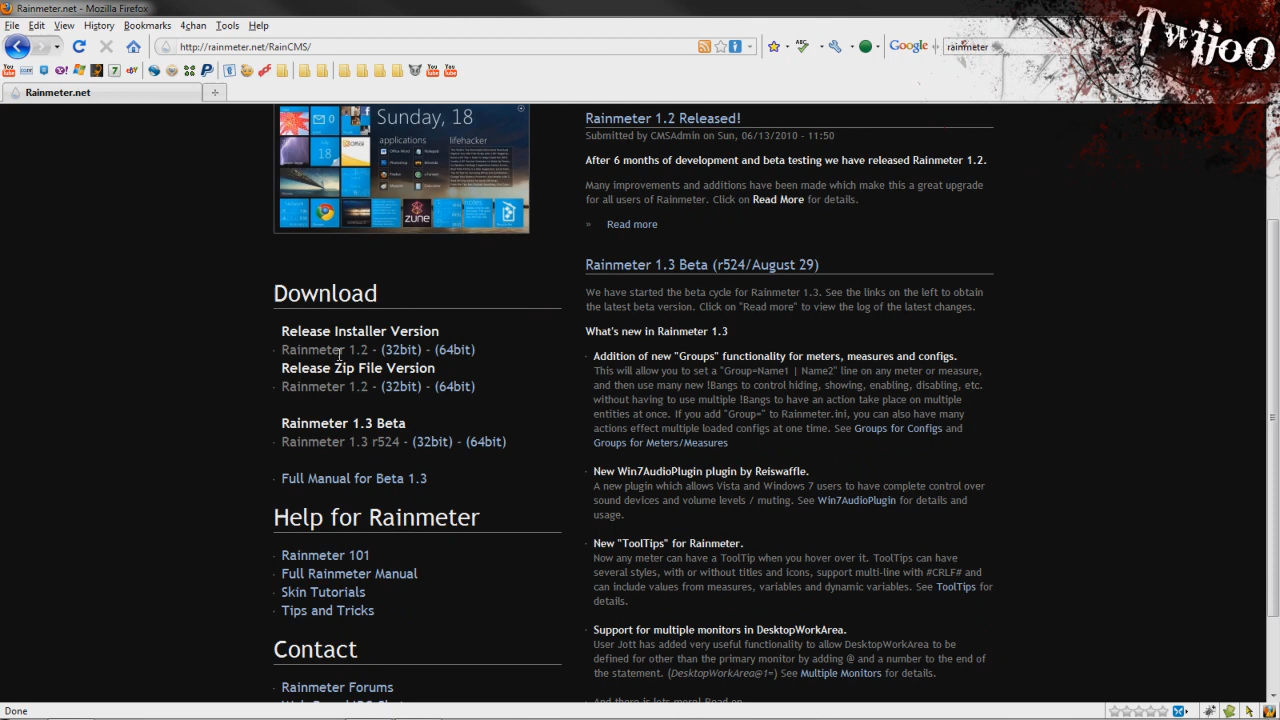 Rainmeter.net - Mozilla Firefox
File Edit View History Bookmarks 4chan Tools Help
http://rainmeter.net/RainCMS/
Google
rainmeter
Twijoo
Rainmeter.net
Sunday, 18
applications
lifehacker
zune
Download
Release Installer Version
Rainmeter 1.2 - (32bit) - (64bit)
Release Zip File Version
Rainmeter 1.2 - (32bit) - (64bit)
Rainmeter 1.3 Beta
Rainmeter 1.3 r524 - (32bit) - (64bit)
Full Manual for Beta 1.3
Help for Rainmeter
Rainmeter 101
Full Rainmeter Manual
Skin Tutorials
Tips and Tricks
Contact
Rainmeter Forums
Rainmeter 1.2 Released!
Submitted by CMSAdmin on Sun, 06/13/2010 - 11:50
After 6 months of development and beta testing we have released Rainmeter 1.2.
Many improvements and additions have been made which make this a great upgrade
for all users of Rainmeter. Click on Read More for details.
» Read more
Rainmeter 1.3 Beta (r524/August 29)
We have started the beta cycle for Rainmeter 1.3. See the links on the left to obtain
the latest beta version. Click on "Read more" to view the log of the latest changes.
What's new in Rainmeter 1.3
Addition of new "Groups" functionality for meters, measures and configs.
This will allow you to set a "Group=Name1 | Name2" line on any meter or measure,
and then use many new !Bangs to control hiding, showing, enabling, disabling, etc.
without having to use multiple !Bangs to have an action take place on multiple
entities at once. If you add "Group=" to Rainmeter.ini, you can also have many
actions effect multiple loaded configs at one time. See Groups for Configs and
Groups for Meters/Measures
New Win7AudioPlugin plugin by Reiswaffle.
A new plugin which allows Vista and Windows 7 users to have complete control over
sound devices and volume levels / muting. See Win7AudioPlugin for details and
usage.
New "ToolTips" for Rainmeter.
Now any meter can have a ToolTip when you hover over it. ToolTips can have
several styles, with or without titles and icons, support multi-line with #CRLF# and
can include values from measures, variables and dynamic variables. See ToolTips for
details.
Support for multiple monitors in DesktopWorkArea.
User Jott has added very useful functionality to allow DesktopWorkArea to be
defined for other than the primary monitor by adding @ and a number to the end of
the statement. (DesktopWorkArea@1=) See Multiple Monitors for details.
And there is lots more! Read on
Done